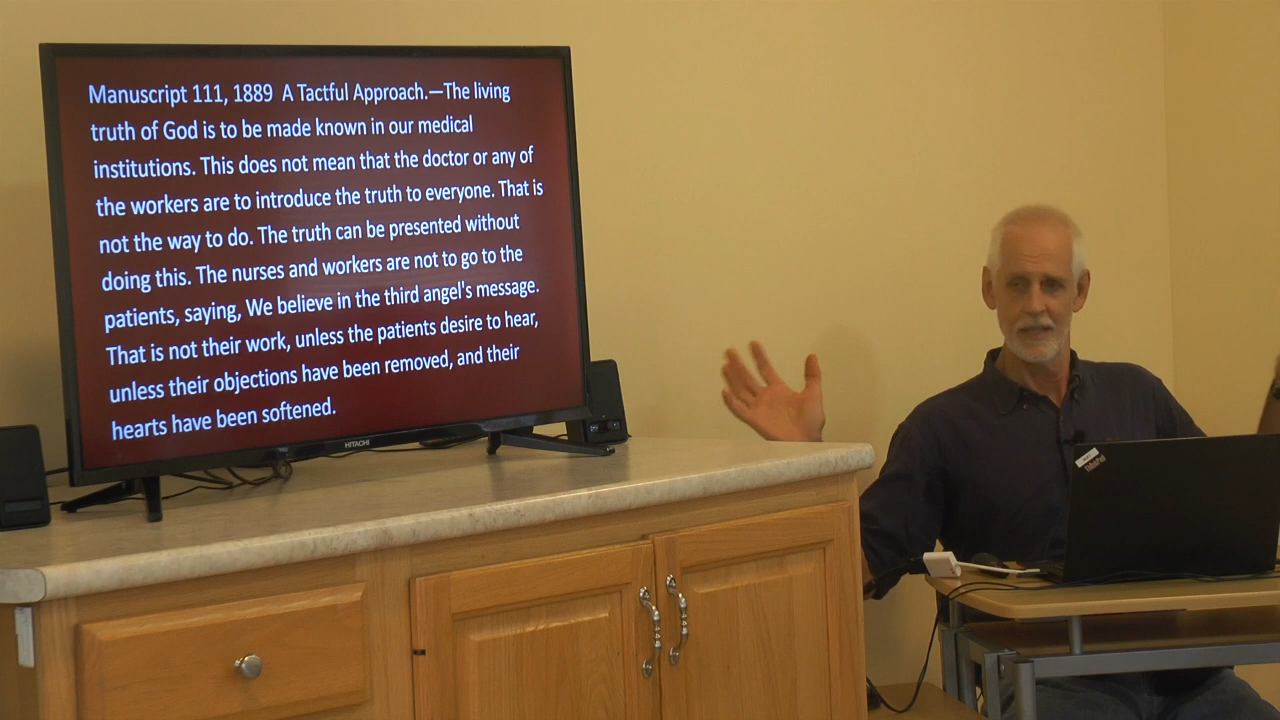 Manuscript 111, 1889 A Tactful Approach.—The living
truth of God is to be made known in our medical
institutions. This does not mean that the doctor or any of
the workers are to introduce the truth to everyone. That is
not the way to do. The truth can be presented without
doing this. The nurses and workers are not to go to the
patients, saying, We believe in the third angel's message.
That is not their work, unless the patients desire to hear,
unless their objections have been removed, and their
hearts have been softened.
HITACHI
ThinkPad